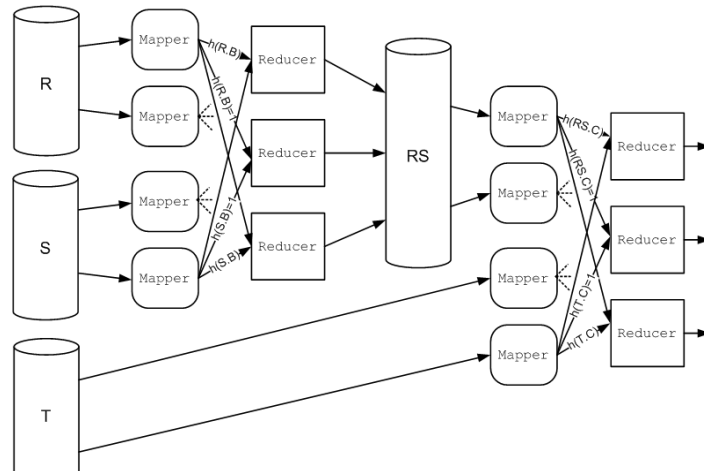 R
S
T
Mapper
Mapper
Mapper
Mapper
h(R.B)
h(R.B)=1
h(S.B)=1
h(S.B)
Reducer
Reducer
Reducer
RS
Mapper
Mapper
Mapper
Mapper
h(RS.C)
h(RS.C)=1
h(T.C)=1
h(T.C)
Reducer
Reducer
Reducer